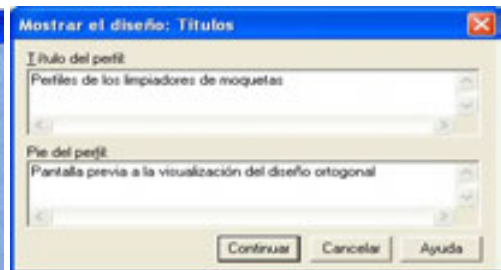 Mostrar el diseño: Títulos
Título del perfil:
Perfiles de los limpiadores de moquetas
Pie del perfil:
Pantalla previa a la visualización del diseño ortogonal
Continuar Cancelar Ayuda